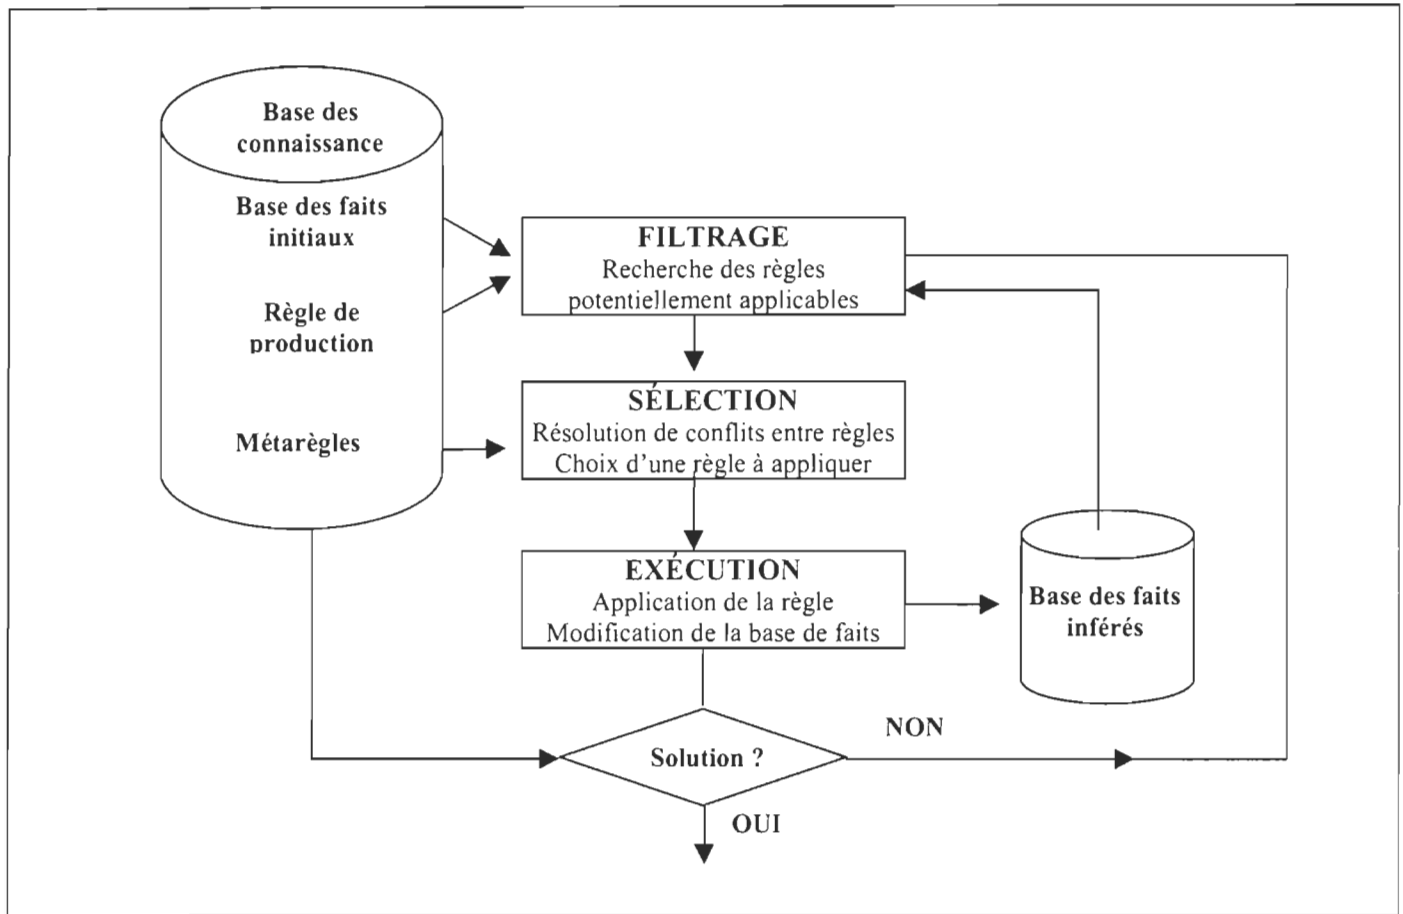 Base des
connaissance
Base des faits
initiaux
Règle de
production
Métarègles
FILTRAGE
Recherche des règles
potentiellement applicables
SÉLECTION
Résolution de conflits entre règles
Choix d'une règle à appliquer
EXÉCUTION
Application de la règle
Modification de la base de faits
Base des faits
inférés
Solution ?
NON
OUI